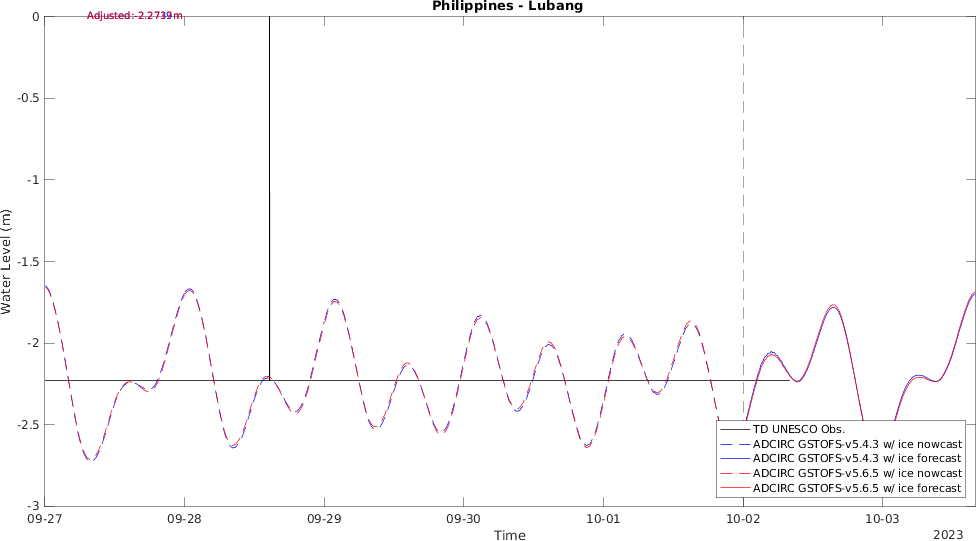 Philippines - Lubang
Adjusted:-2.27 m
0
-0.5
-1
-1.5
-2
-2.5
-3
Water Level (m)
TD UNESCO Obs.
ADCIRC GSTOFS-v5.4.3 w/ ice nowcast
ADCIRC GSTOFS-v5.4.3 w/ ice forecast
ADCIRC GSTOFS-v5.6.5 w/ ice nowcast
ADCIRC GSTOFS-v5.6.5 w/ ice forecast
09-27 09-28 09-29 09-30 10-01 10-02 10-03
Time
2023